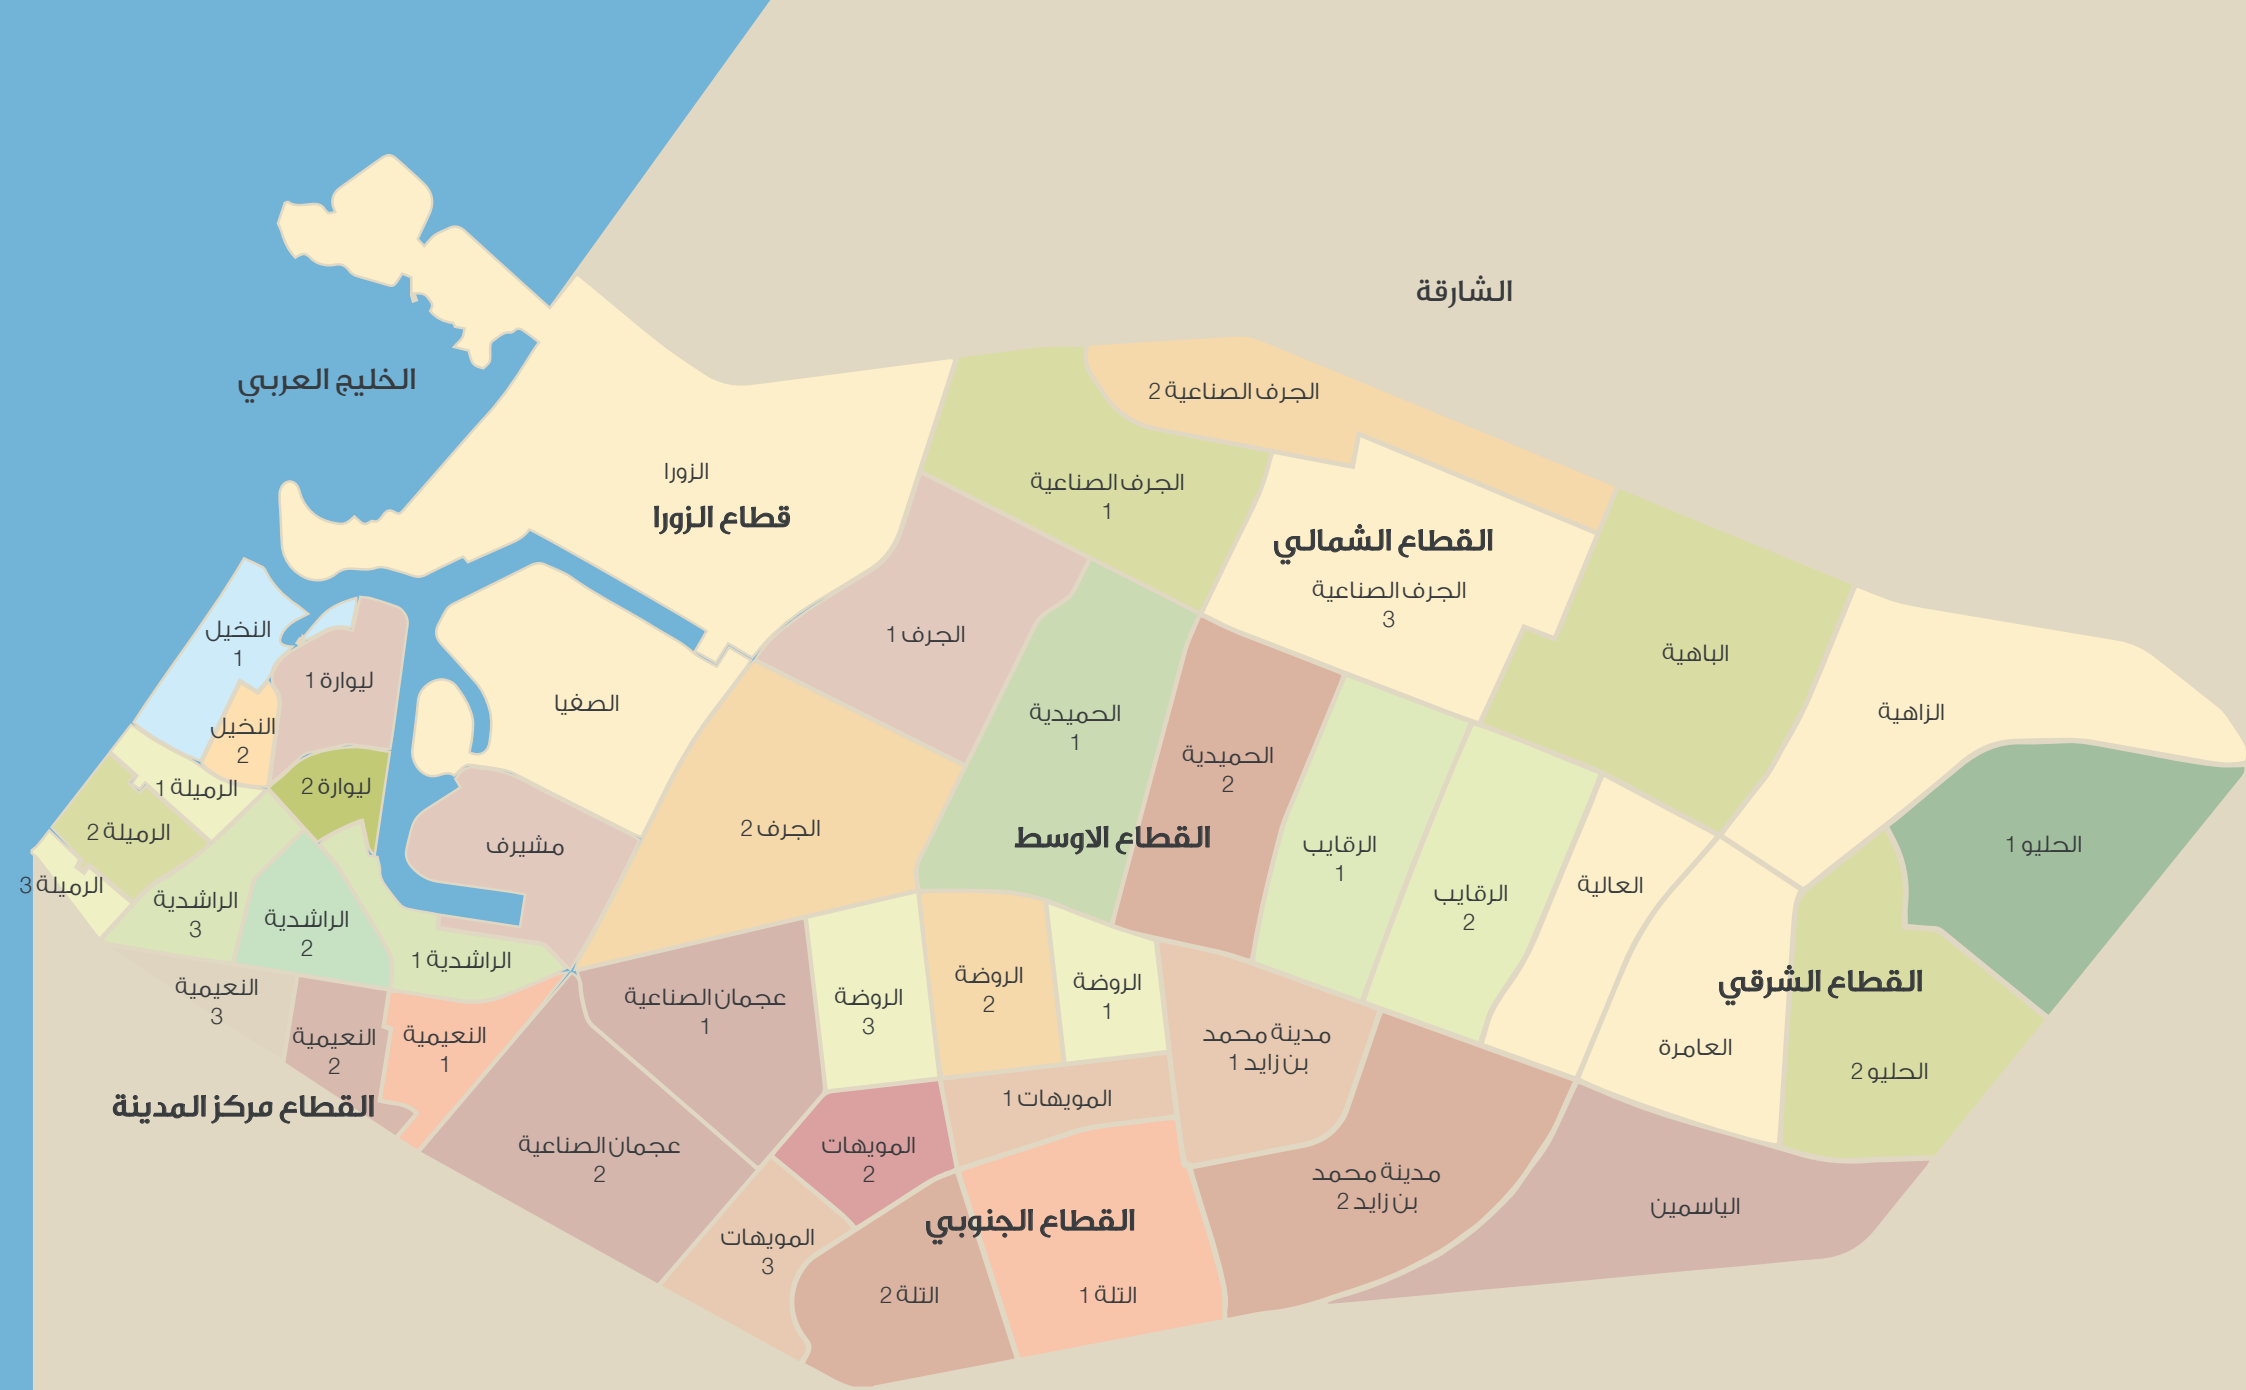 الشارقة
الخليج العربي
الجرف الصناعية 2
الزورا
قطاع الزورا
الجرف الصناعية
1
القطاع الشمالي
الجرف الصناعية
3
النخيل
1
الجرف 1
الباهية
ليوارة 1
الصفيا
الحميدية
1
الزاهية
النخيل
2
الحميدية
2
ليوارة 2
الرميلة 1
الرميلة 2
الجرف 2
القطاع الاوسط
مشيرف
الرقايب
1
الحليو 1
الرميلة 3
الراشدية
3
الراشدية
2
الرقايب
2
العالية
الراشدية 1
النعيمية
3
عجمان الصناعية
1
الروضة
3
الروضة
2
الروضة
1
القطاع الشرقي
النعيمية
2
النعيمية
1
مدينة محمد
بن زايد 1
العامرة
الحليو 2
القطاع مركز المدينة
المويهات 1
عجمان الصناعية
2
المويهات
2
مدينة محمد
بن زايد 2
الياسمين
القطاع الجنوبي
المويهات
3
التلة 2
التلة 1